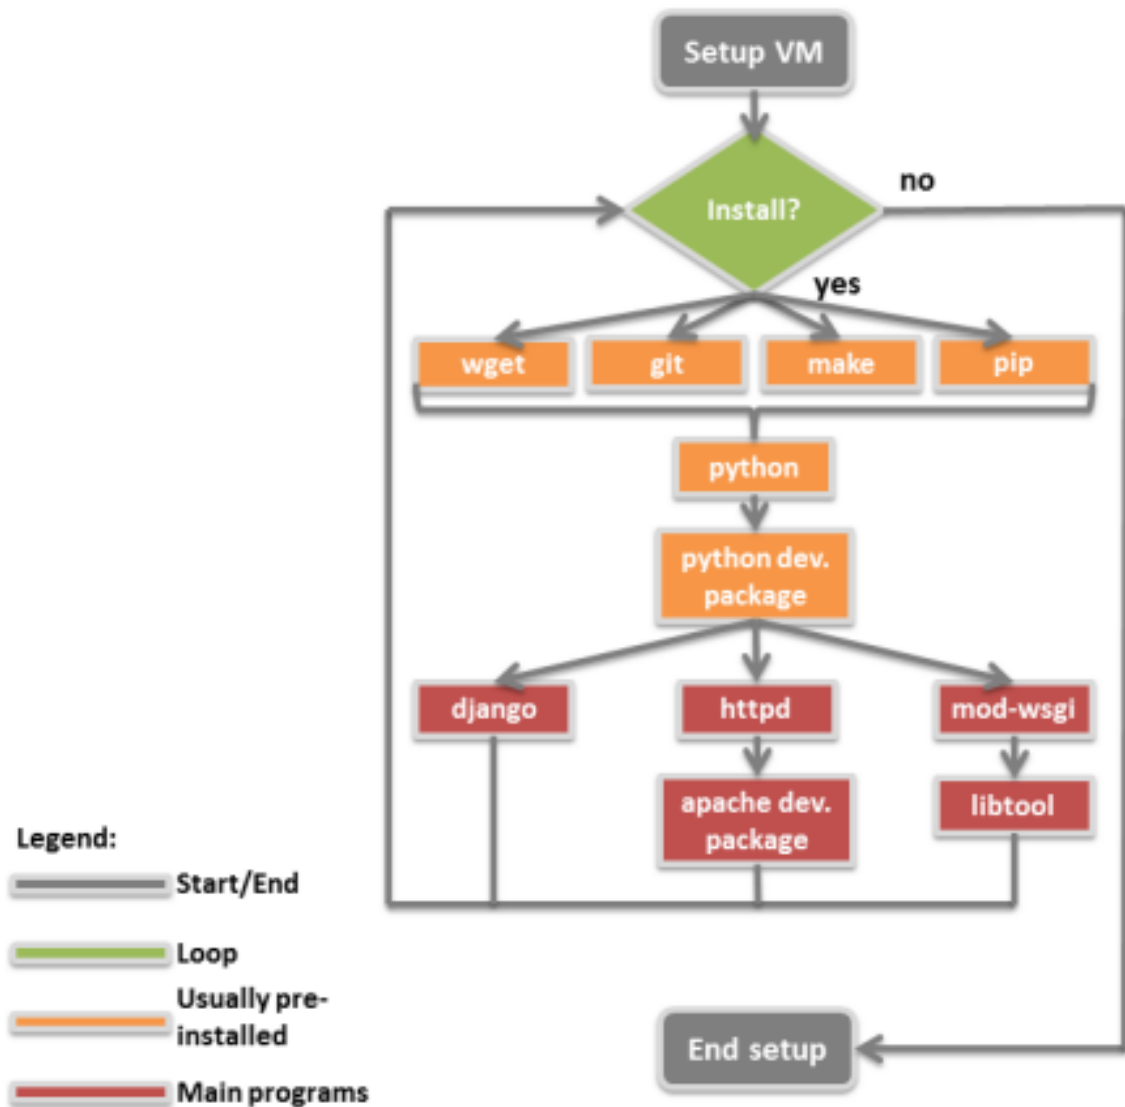 Setup VM
no
Install?
yes
wget
git
make
pip
python
python dev.
package
django
httpd
mod-wsgi
apache dev.
package
libtool
Legend:
Start/End
Loop
Usually pre-
installed
Main programs
End setup